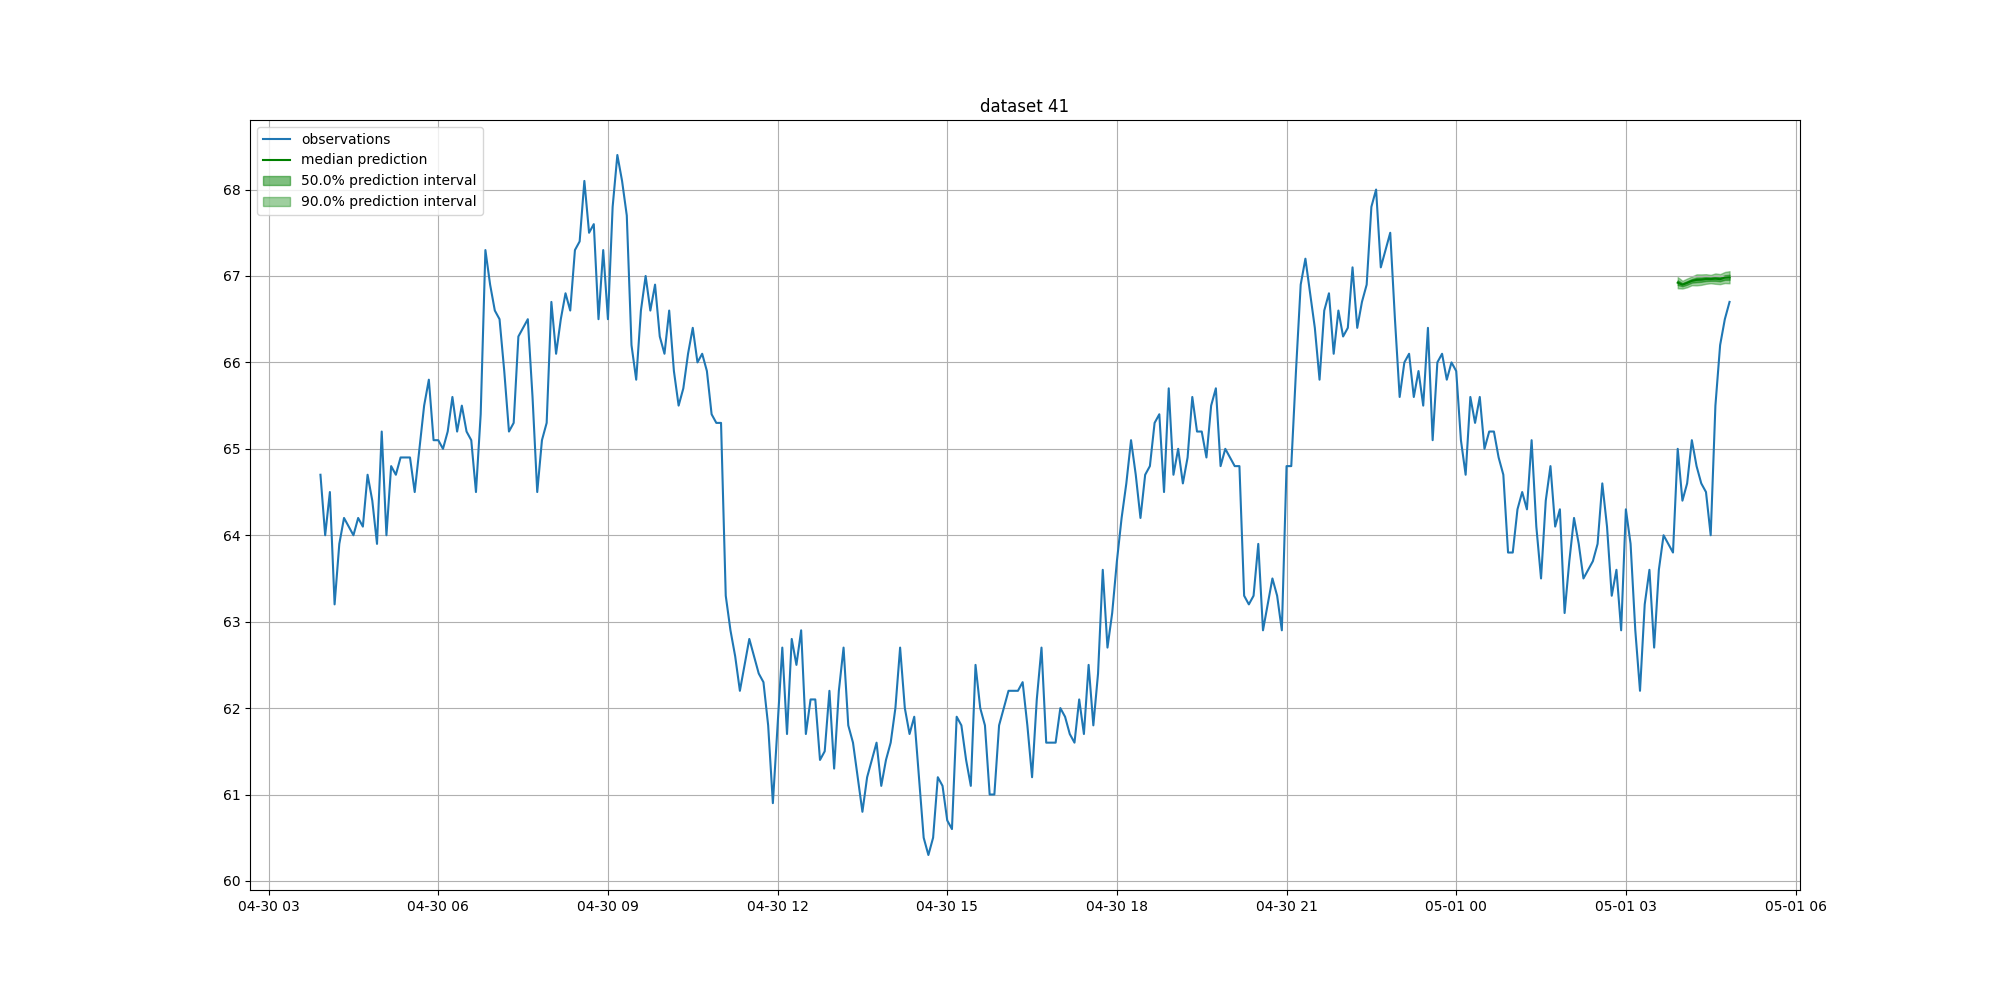 dataset 41
observations
median prediction
50.0% prediction interval
90.0% prediction interval
68
67
66
65
64
63
62
61
60
04-30 03 04-30 06 04-30 09 04-30 12 04-30 15 04-30 18 04-30 21 05-01 00 05-01 03 05-01 06